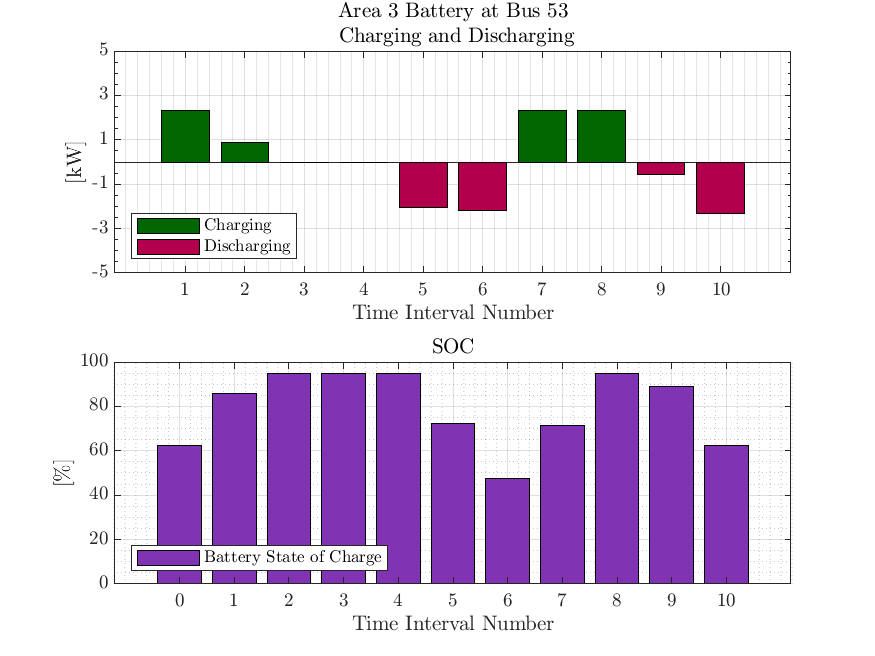 Area 3 Battery at Bus 53
Charging and Discharging
5
3
1
-1
-3
-5
[kW]
Charging
Discharging
1 2 3 4 5 6 7 8 9 10
Time Interval Number
SOC
100
80
60
40
20
0
[%]
Battery State of Charge
0 1 2 3 4 5 6 7 8 9 10
Time Interval Number